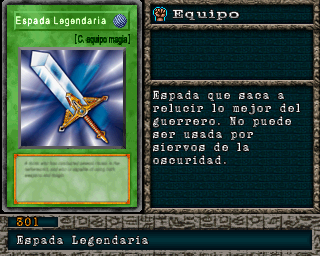 Espada Legendaria
[C. equipo magia]
Equipo
Espada que saca a
relucir lo mejor del
guerrero. No puede
ser usada por
siervos de la
oscuridad.
301
Espada Legendaria